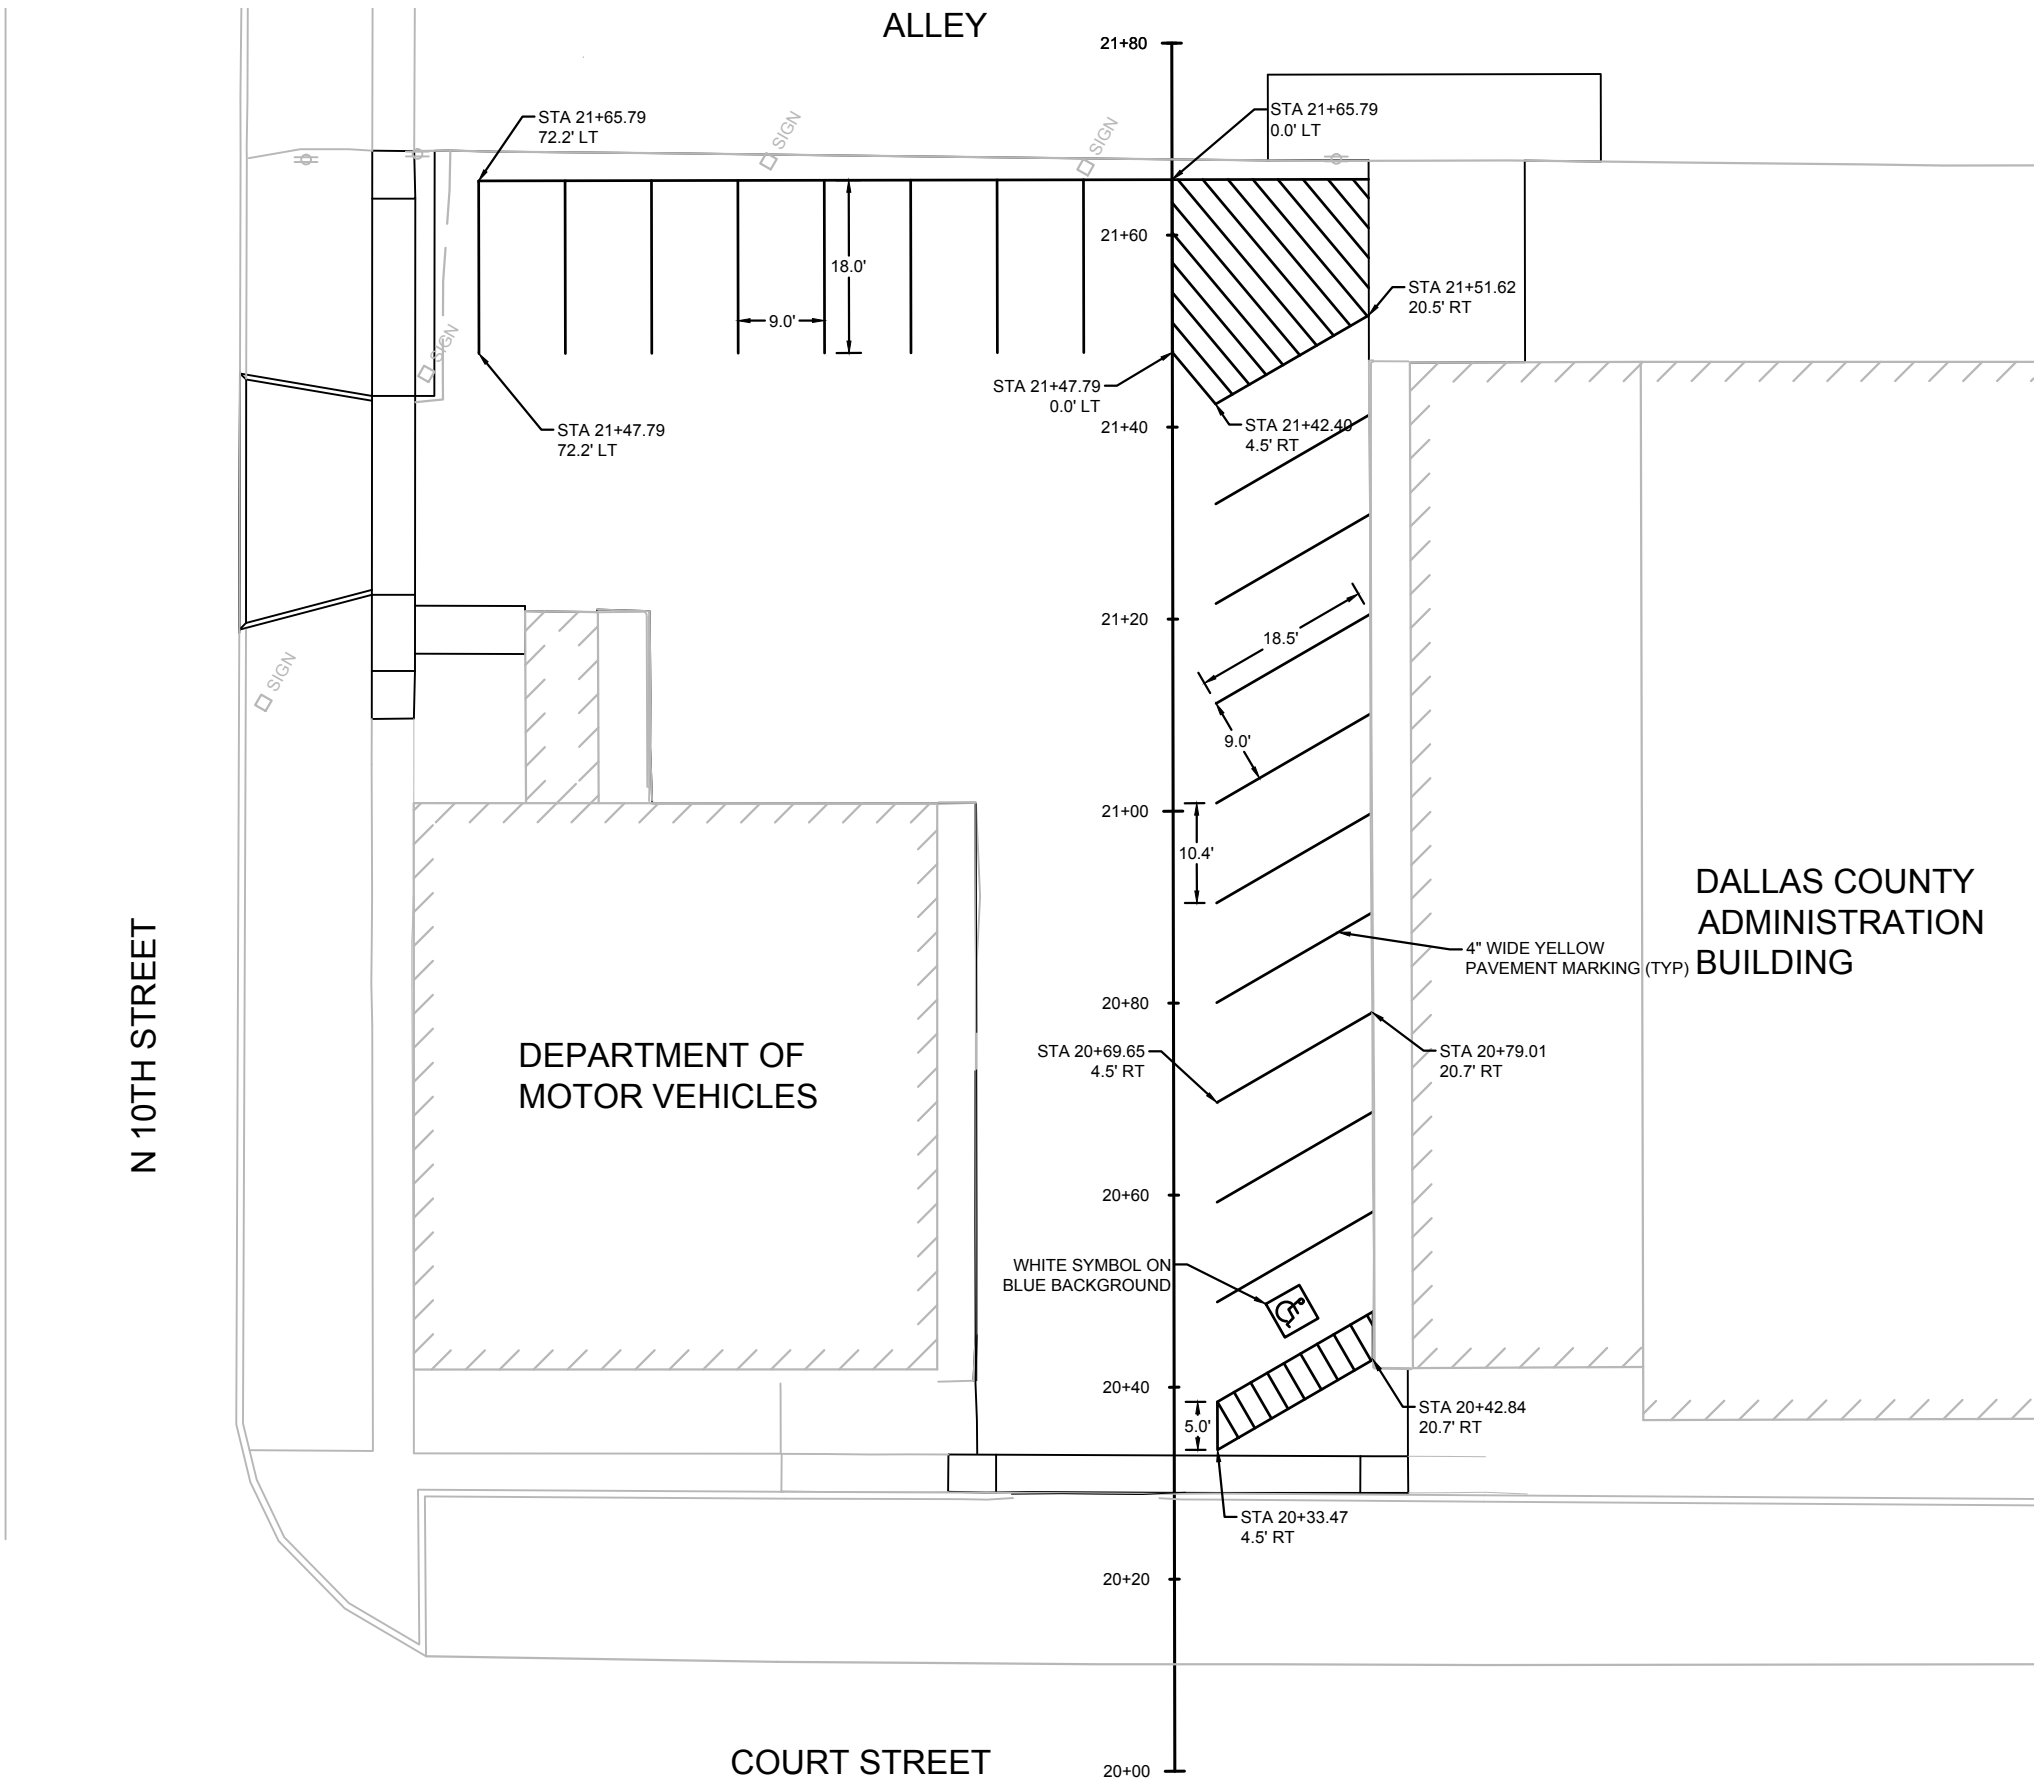 ALLEY
21+80
STA 21+65.79
72.2' LT
SIGN
SIGN
STA 21+65.79
0.0' LT
21+60
18.0'
9.0'
STA 21+51.62
20.5' RT
SIGN
STA 21+47.79
0.0' LT
STA 21+47.79
72.2' LT
21+40
STA 21+42.40
4.5' RT
21+20
18.5'
SIGN
9.0'
21+00
10.4'
DALLAS COUNTY
ADMINISTRATION
BUILDING
4" WIDE YELLOW
PAVEMENT MARKING (TYP)
N 10TH STREET
20+80
DEPARTMENT OF
MOTOR VEHICLES
STA 20+69.65
4.5' RT
STA 20+79.01
20.7' RT
20+60
WHITE SYMBOL ON
BLUE BACKGROUND
20+40
5.0'
STA 20+42.84
20.7' RT
STA 20+33.47
4.5' RT
20+20
COURT STREET
20+00